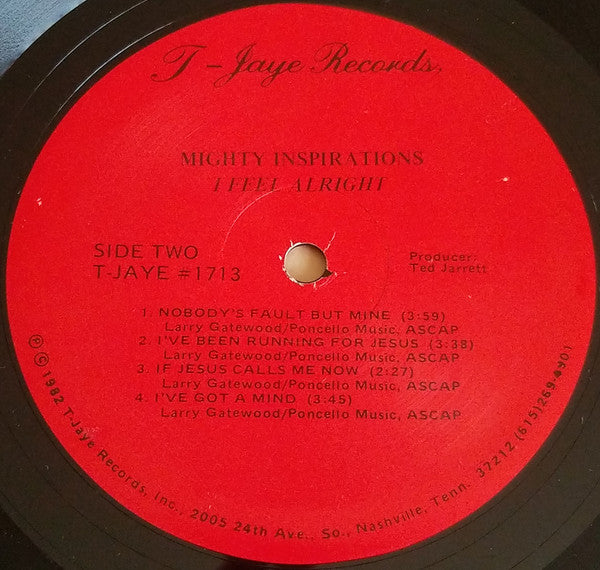 T-Jaye Records,
MIGHTY INSPIRATIONS
I FEEL ALRIGHT
SIDE TWO
T-JAYE #1713
Producer:
Ted Jarrett
1. NOBODY'S FAULT BUT MINE (3:59)
Larry Gatewood/Poncello Music, ASCAP
2. I'VE BEEN RUNNING FOR JESUS (3:38)
Larry Gatewood/Poncello Music, ASCAP
3. IF JESUS CALLS ME NOW (2:27)
Larry Gatewood/Poncello Music, ASCAP
4. I'VE GOT A MIND (3:45)
Larry Gatewood/Poncello Music, ASCAP
℗ © 1982 T-Jaye Records, Inc., 2005 24th Ave., So., Nashville, Tenn. 37212